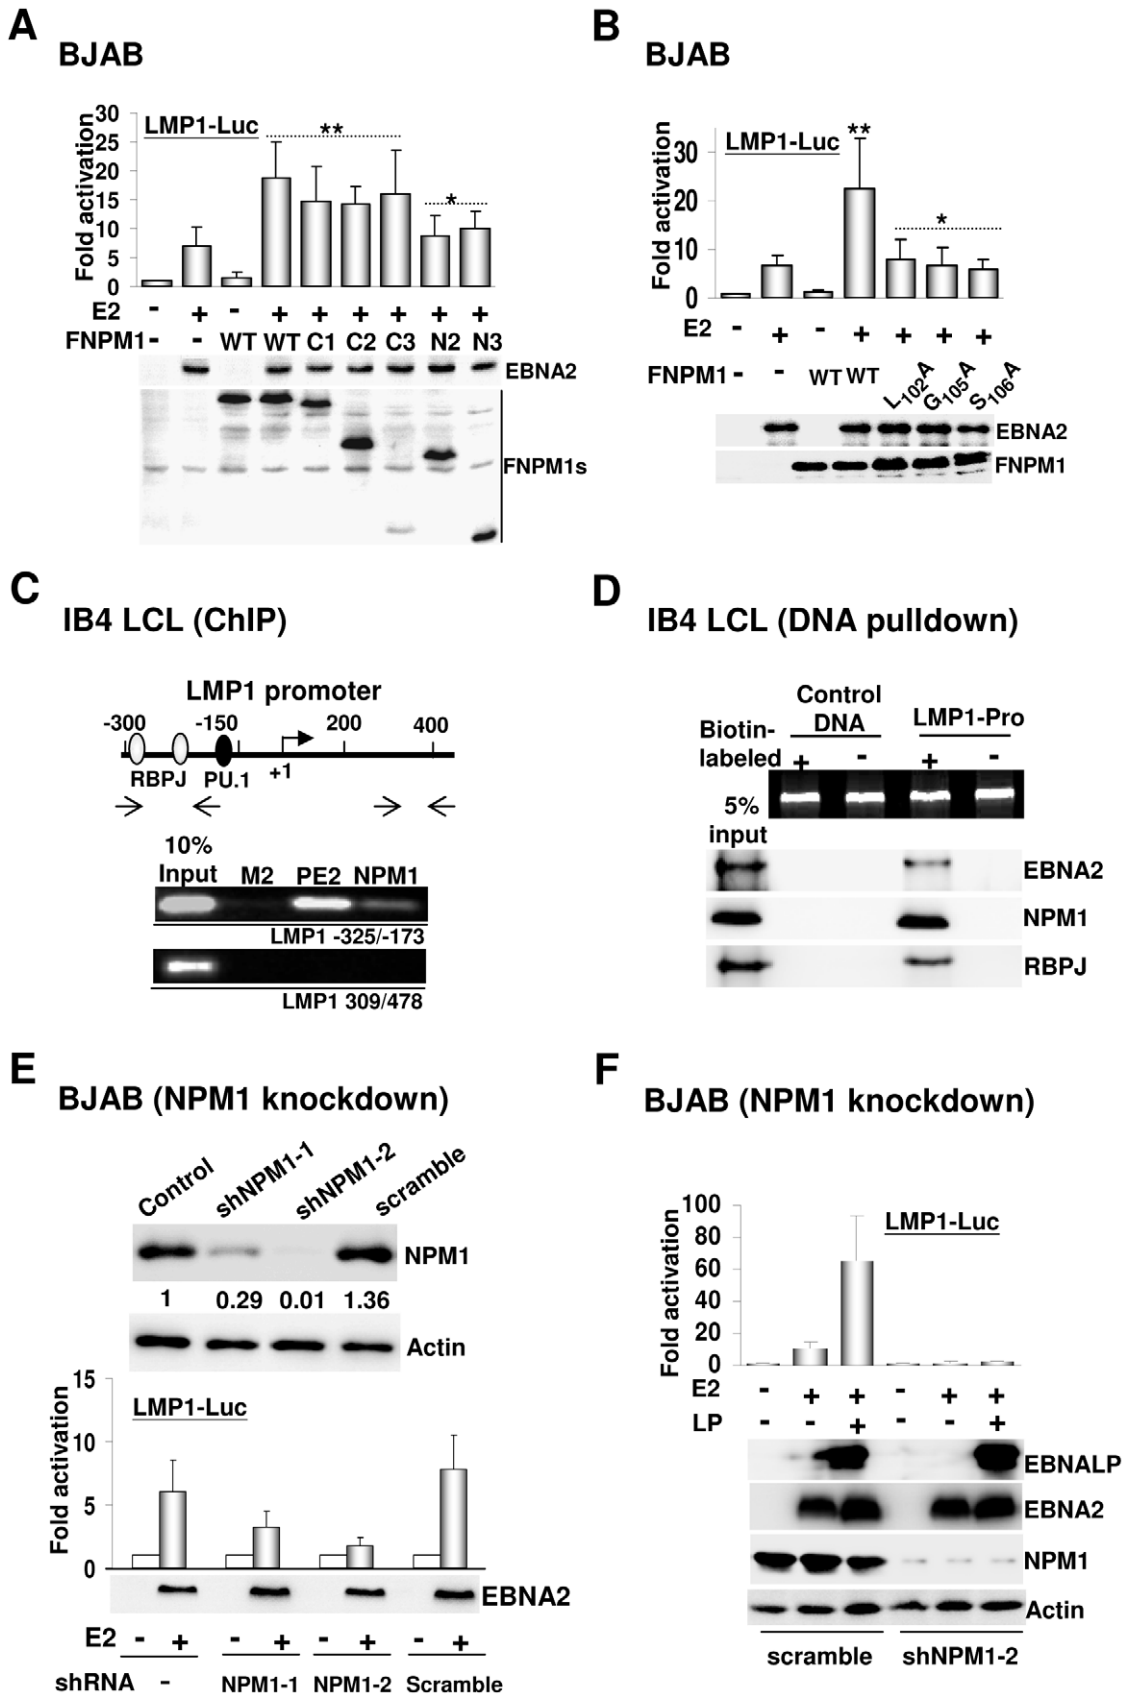 A
BJAB
30
25
20
15
10
5
0
Fold activation
LMP1-Luc
**
*
E2 - + - + + + + + +
FNPM1 - - WT WT C1 C2 C3 N2 N3
EBNA2
FNPM1s
B
BJAB
30
20
10
0
Fold activation
LMP1-Luc
**
*
E2 - + - + + + +
FNPM1 - - WT WT L102A G105A S106A
EBNA2
FNPM1
C
IB4 LCL (ChIP)
LMP1 promoter
-300 -150 200 400
RBPJ PU.1 +1
10%
Input M2 PE2 NPM1
LMP1 -325/-173
LMP1 309/478
D
IB4 LCL (DNA pulldown)
Control
DNA
LMP1-Pro
Biotin-
labeled + - + -
5%
input
EBNA2
NPM1
RBPJ
E
BJAB (NPM1 knockdown)
Control shNPM1-1 shNPM1-2 scramble
NPM1
1 0.29 0.01 1.36
Actin
15
10
5
0
Fold activation
LMP1-Luc
EBNA2
E2 - + - + - + - +
shRNA - NPM1-1 NPM1-2 Scramble
F
BJAB (NPM1 knockdown)
100
80
60
40
20
0
Fold activation
LMP1-Luc
E2 - + + - + +
LP - - + - - +
EBNALP
EBNA2
NPM1
Actin
scramble shNPM1-2